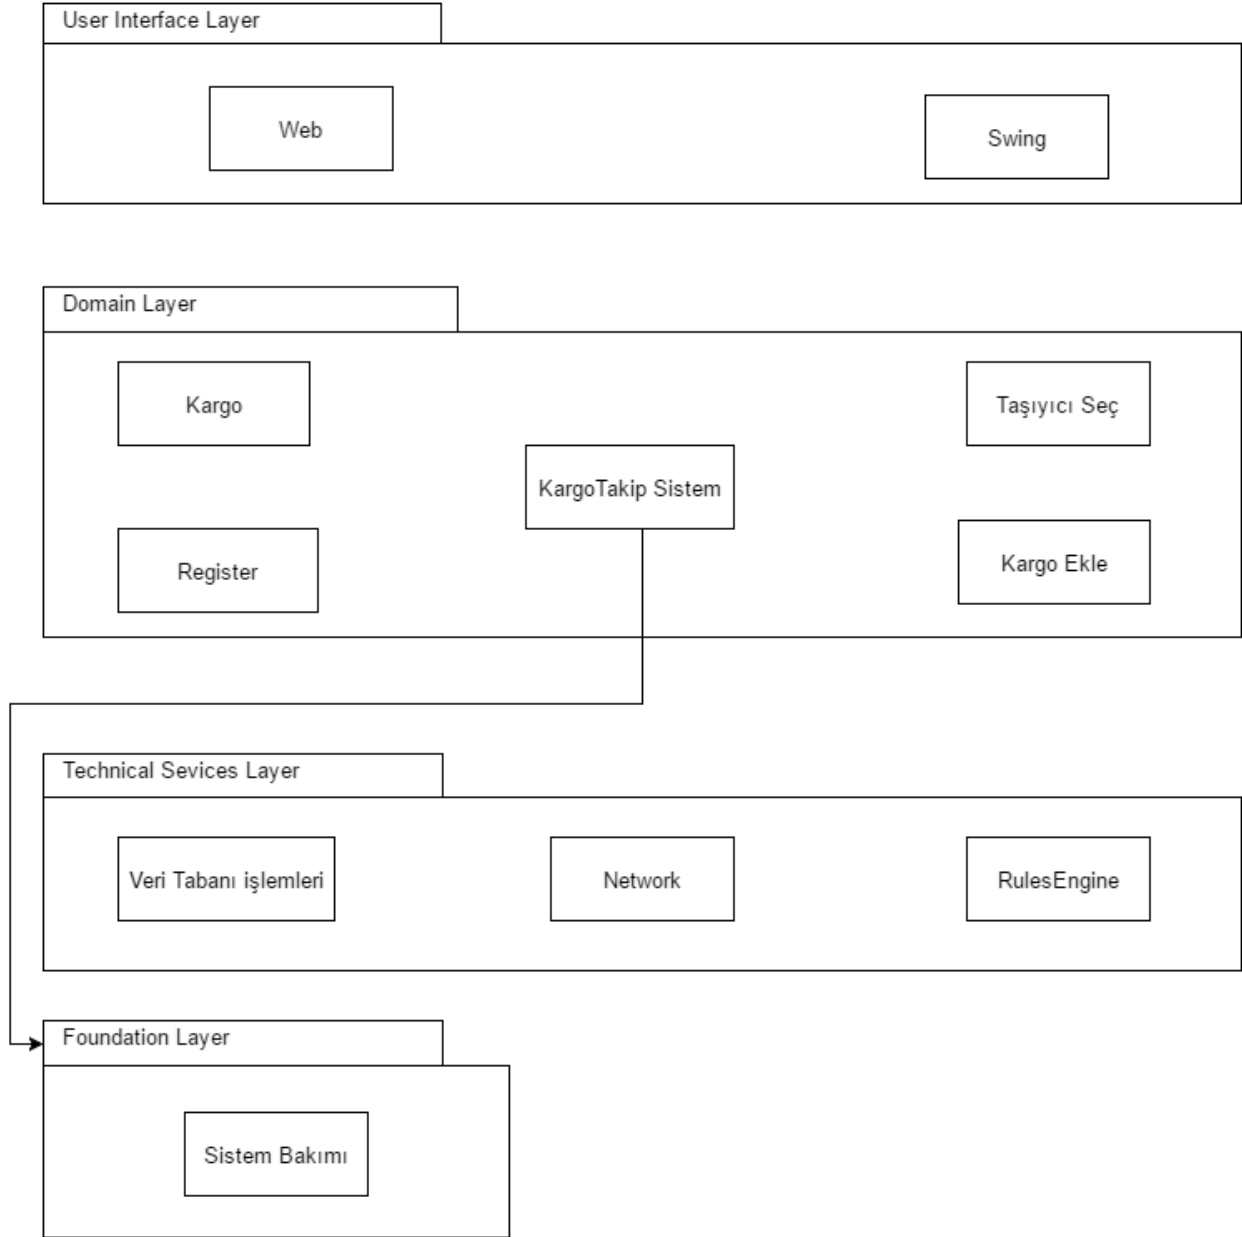 User Interface Layer
Web
Swing
Domain Layer
Kargo
Taşıyıcı Seç
KargoTakip Sistem
Register
Kargo Ekle
Technical Sevices Layer
Veri Tabanı işlemleri
Network
RulesEngine
Foundation Layer
Sistem Bakımı